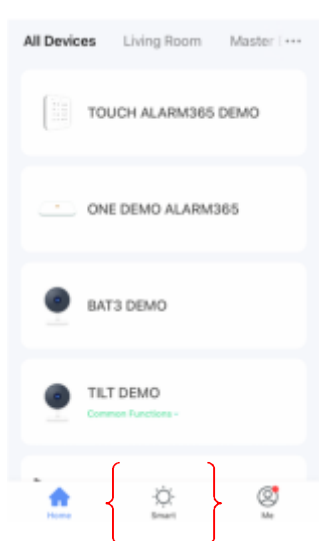 All Devices Living Room Master
TOUCH ALARM365 DEMO
ONE DEMO ALARM365
BAT3 DEMO
TILT DEMO
Common Functions
Home Smart Me